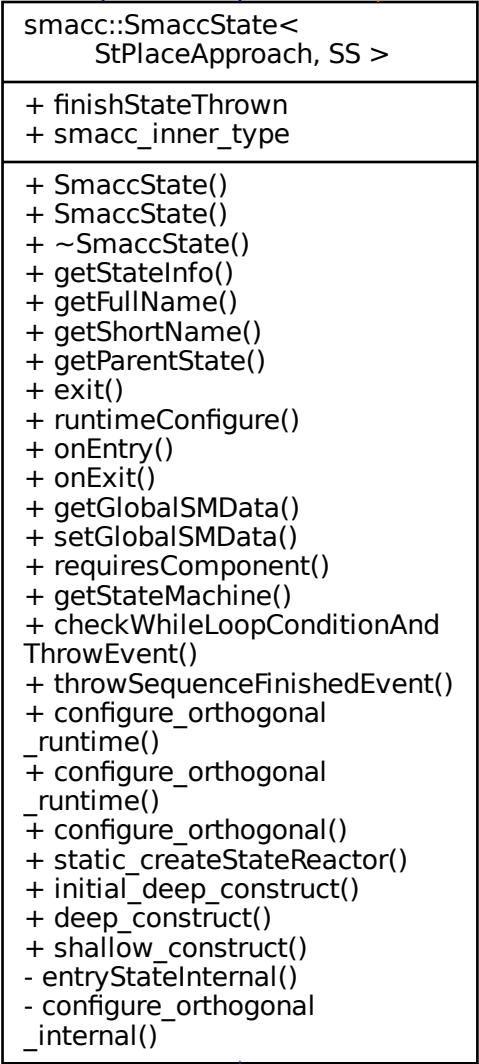 smacc::SmaccState<
StPlaceApproach, SS >
+ finishStateThrown
+ smacc_inner_type
+ SmaccState()
+ SmaccState()
+ ~SmaccState()
+ getStateInfo()
+ getFullName()
+ getShortName()
+ getParentState()
+ exit()
+ runtimeConfigure()
+ onEntry()
+ onExit()
+ getGlobalSMData()
+ setGlobalSMData()
+ requiresComponent()
+ getStateMachine()
+ checkWhileLoopConditionAnd
ThrowEvent()
+ throwSequenceFinishedEvent()
+ configure_orthogonal
_runtime()
+ configure_orthogonal
_runtime()
+ configure_orthogonal()
+ static_createStateReactor()
+ initial_deep_construct()
+ deep_construct()
+ shallow_construct()
- entryStateInternal()
- configure_orthogonal
_internal()